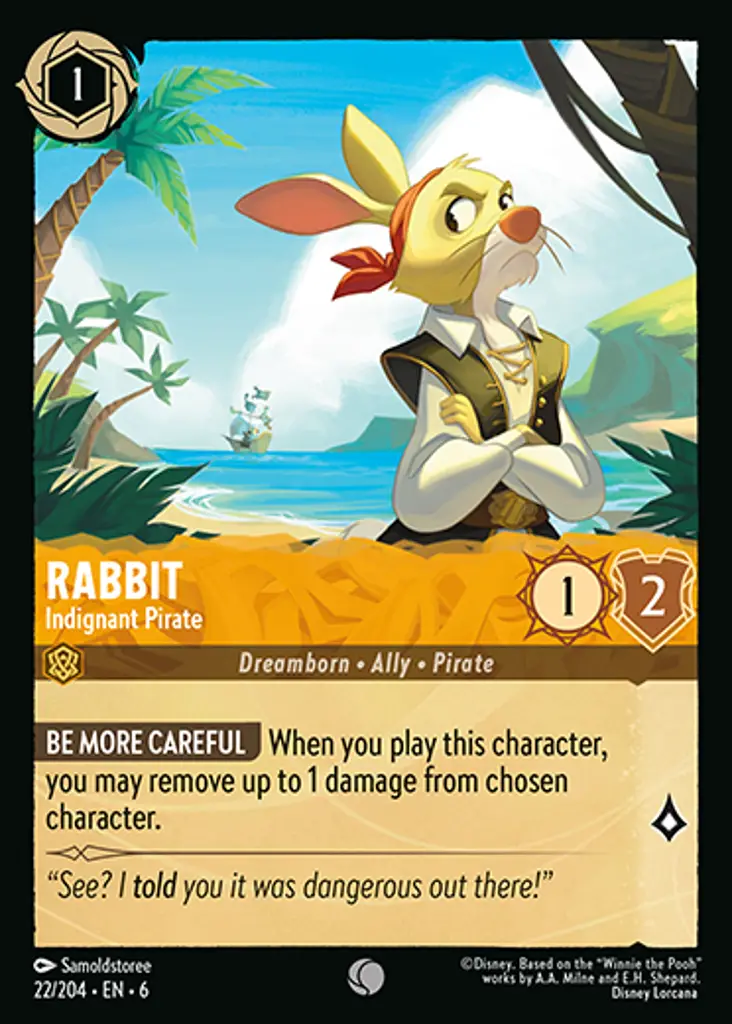 1
RABBIT
Indignant Pirate
1
2
Dreamborn • Ally • Pirate
BE MORE CAREFUL When you play this character,
you may remove up to 1 damage from chosen
character.
“See? I told you it was dangerous out there!”
Samoldstoree
22/204 • EN • 6
©Disney. Based on the “Winnie the Pooh”
works by A.A. Milne and E.H. Shepard.
Disney Lorcana